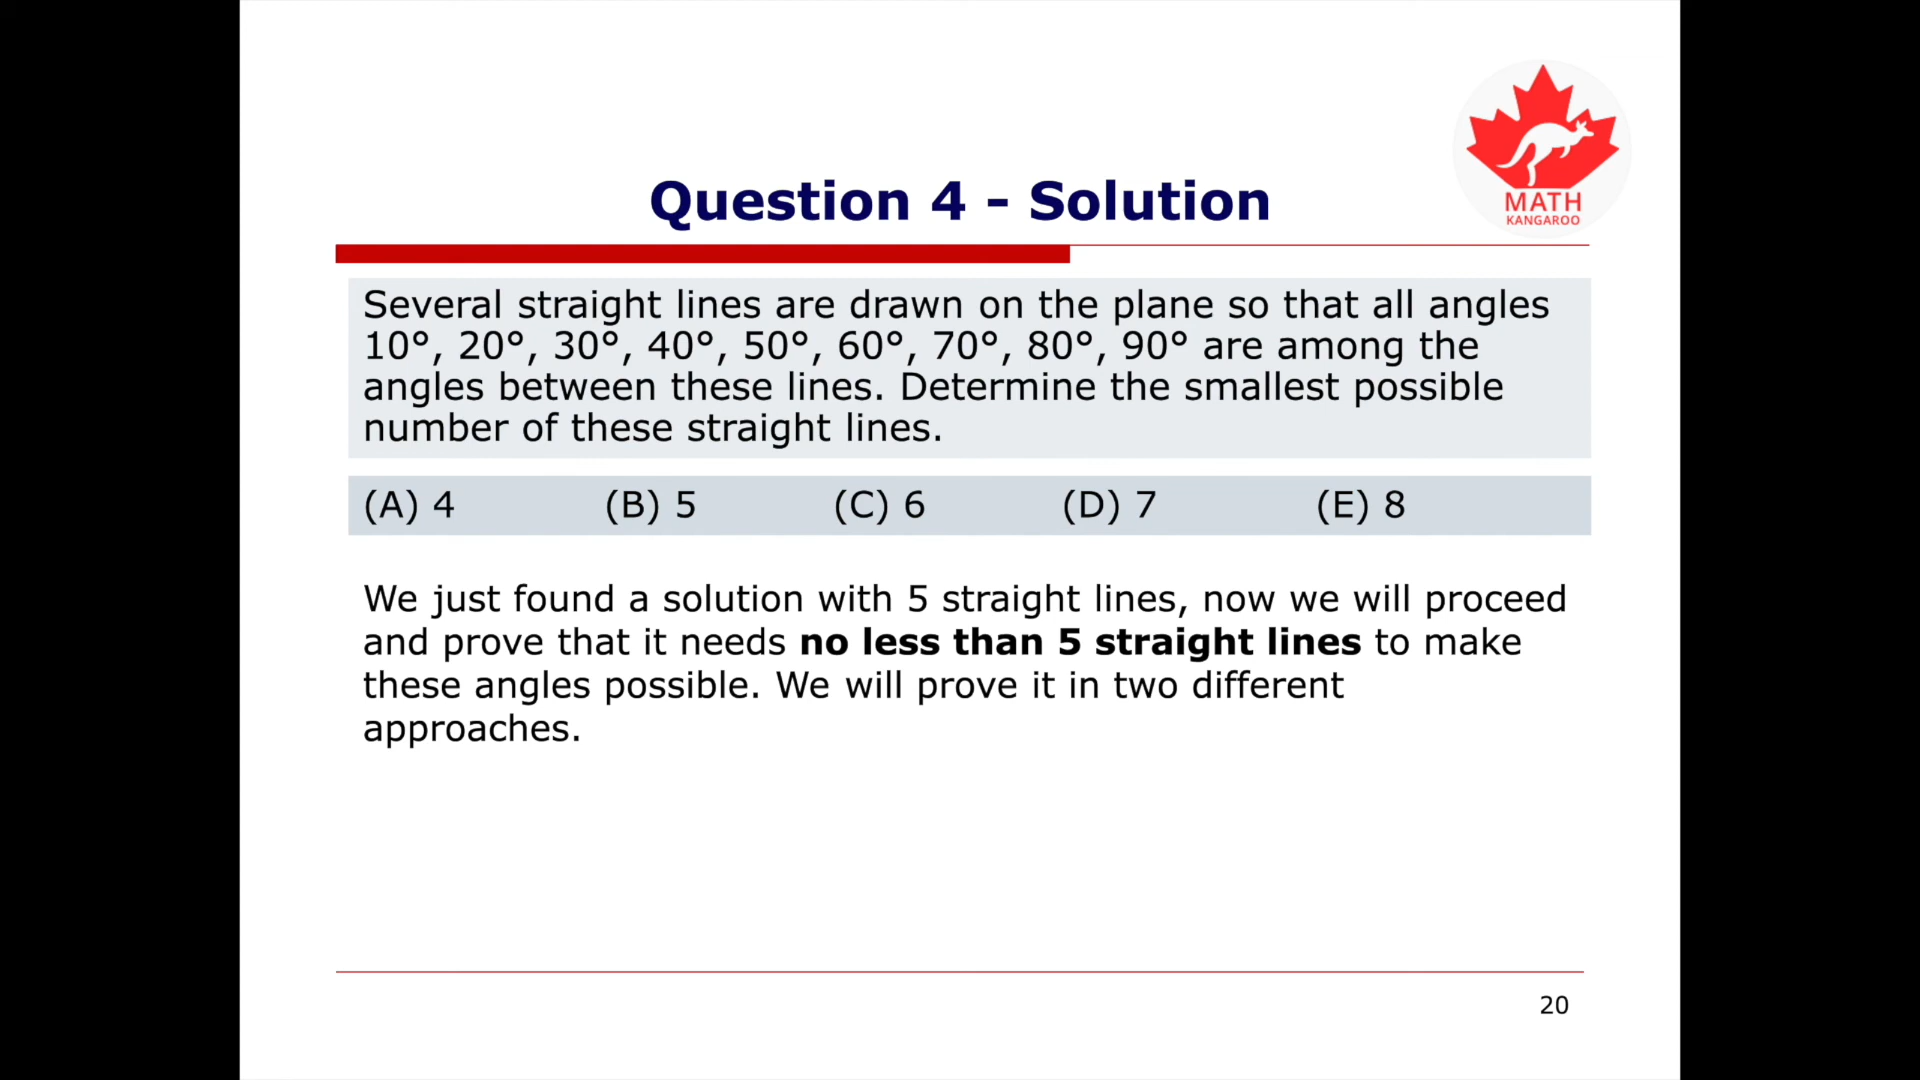 MATH
KANGAROO
Question 4 - Solution
Several straight lines are drawn on the plane so that all angles
10°, 20°, 30°, 40°, 50°, 60°, 70°, 80°, 90° are among the
angles between these lines. Determine the smallest possible
number of these straight lines.
(A) 4 (B) 5 (C) 6 (D) 7 (E) 8
We just found a solution with 5 straight lines, now we will proceed
and prove that it needs no less than 5 straight lines to make
these angles possible. We will prove it in two different
approaches.
20